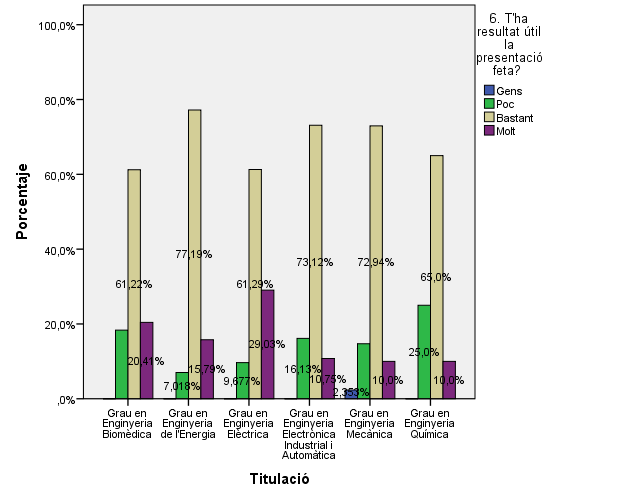 6. T'ha
resultat útil
la
presentació
feta?
Gens
Poc
Bastant
Molt
Porcentaje
100,0%
80,0%
60,0%
40,0%
20,0%
,0%
61,22%
20,41%
77,19%
7,018%
15,79%
61,29%
9,677%
29,03%
73,12%
16,13%
10,75%
72,94%
2,353%
10,0%
65,0%
25,0%
10,0%
Grau en
Enginyeria
Biomèdica
Grau en
Enginyeria
de l'Energia
Grau en
Enginyeria
Elèctrica
Grau en
Enginyeria
Electrònica
Industrial i
Automàtica
Grau en
Enginyeria
Mecànica
Grau en
Enginyeria
Química
Titulació